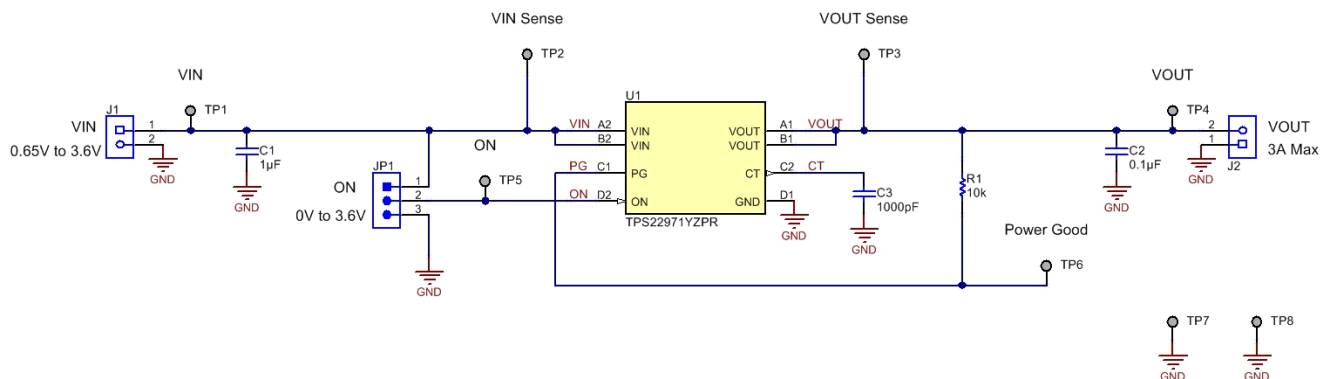 VIN Sense
VOUT Sense
TP2
TP3
VIN
VOUT
J1
TP1
U1
TP4
VIN
1
2
0.65V to 3.6V
GND
C1
1µF
GND
ON
VIN
A2
B2
VIN
VIN
VOUT
VOUT
A1
B1
VOUT
C2
0.1µF
GND
2
1
GND
J2
VOUT
3A Max
JP1
ON
0V to 3.6V
1
2
3
GND
TP5
PG
C1
PG
ON
D2
ON
CT
C2
CT
GND
D1
GND
TPS22971YZPR
C3
1000pF
GND
R1
10k
Power Good
TP6
TP7
GND
TP8
GND